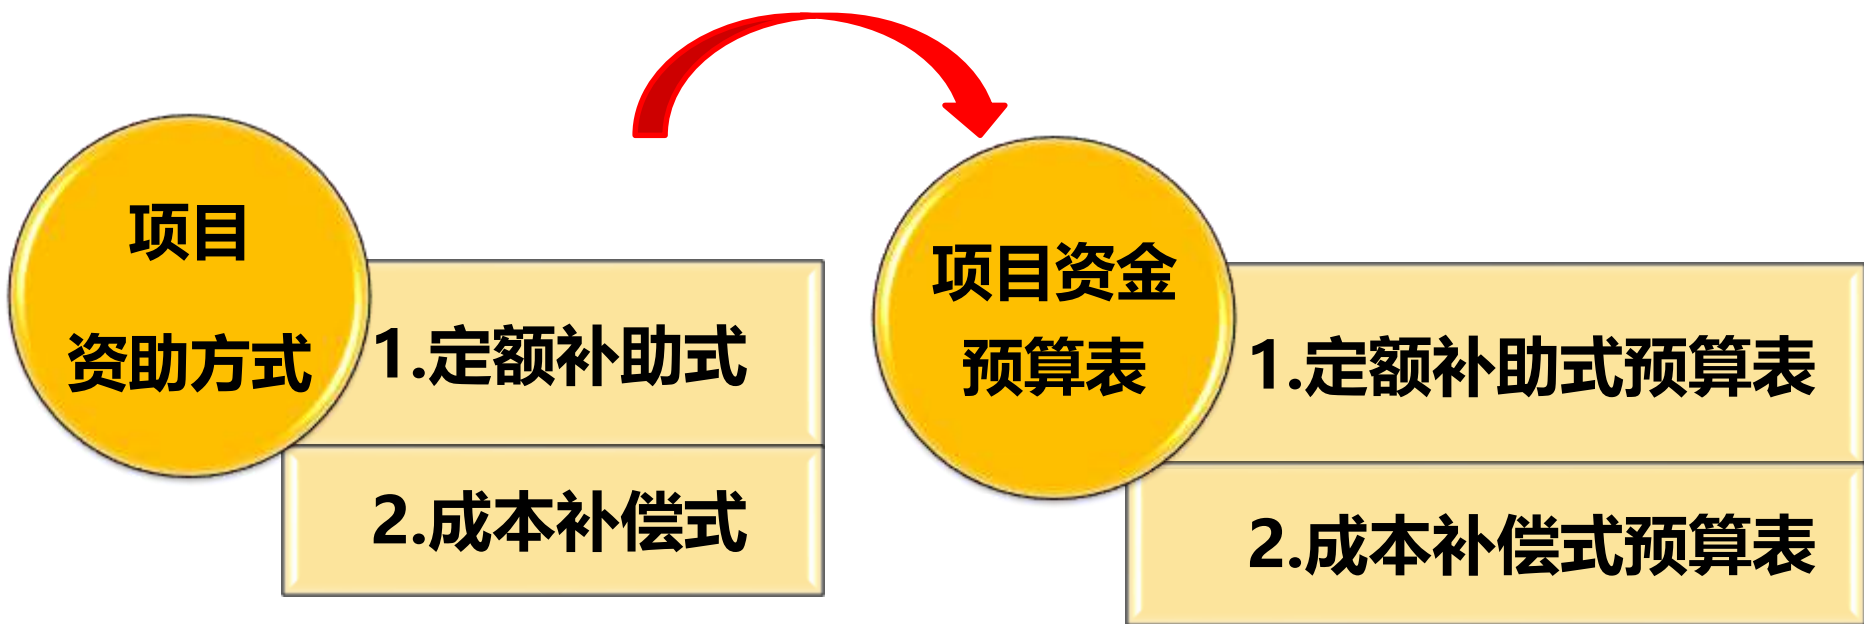 项目
资助方式
1.定额补助式
2.成本补偿式
项目资金
预算表
1.定额补助式预算表
2.成本补偿式预算表